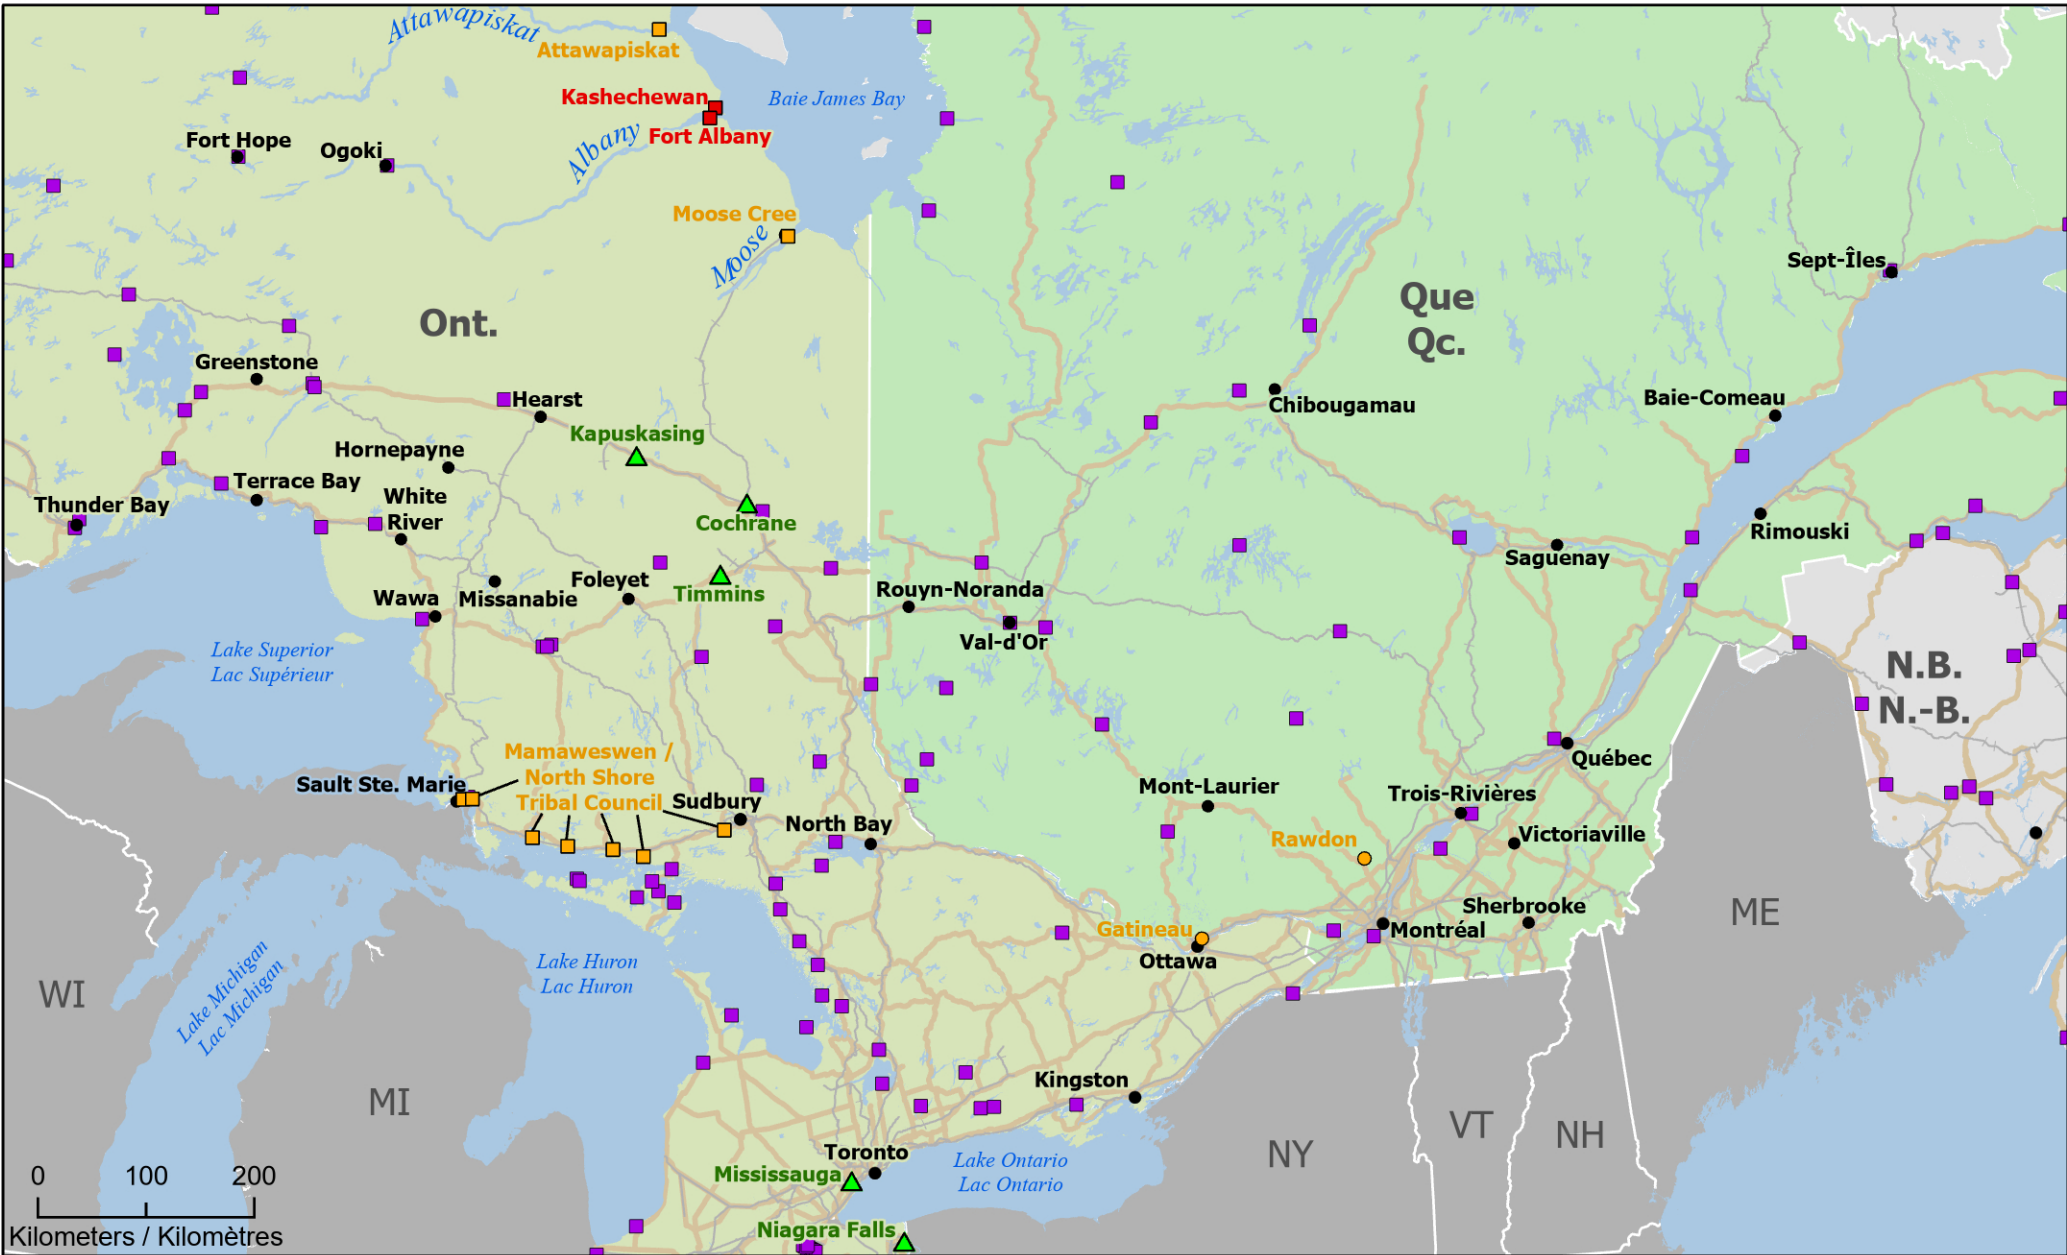 Attawapiskat
Attawapiskat
Kashechewan
Baie James Bay
Fort Albany
Albany
Fort Hope
Ogoki
Moose Cree
Moose
Sept-Îles
Ont.
Que
Qc.
Greenstone
Hearst
Chibougamau
Baie-Comeau
Kapuskasing
Hornepayne
Terrace Bay
White
River
Thunder Bay
Cochrane
Rimouski
Saguenay
Foleyet
Timmins
Rouyn-Noranda
Wawa
Missanabie
Val-d'Or
Lake Superior
Lac Supérieur
N.B.
N.-B.
Mamaweswen /
North Shore
Tribal Council
Sault Ste. Marie
Sudbury
North Bay
Québec
Mont-Laurier
Trois-Rivières
Rawdon
Victoriaville
Sherbrooke
Montréal
Gatineau
Ottawa
ME
WI
Lake Michigan
Lac Michigan
Lake Huron
Lac Huron
MI
Kingston
NY
VT
NH
Toronto
Mississauga
Lake Ontario
Lac Ontario
Niagara Falls
0 100 200
Kilometers / Kilomètres